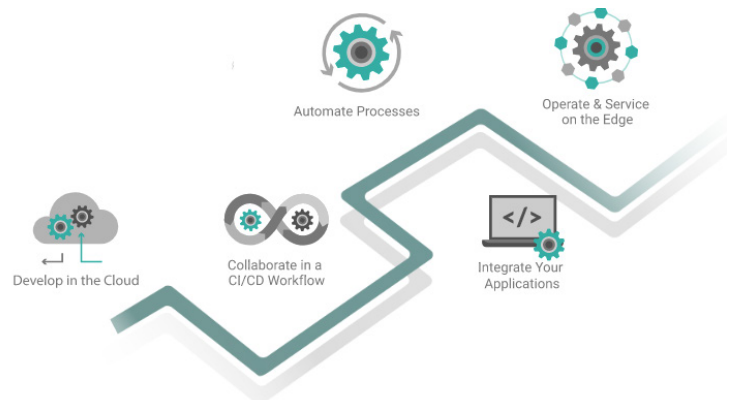 Automate Processes
Operate & Service
on the Edge
</>
Develop in the Cloud
Collaborate in a
CI/CD Workflow
Integrate Your
Applications